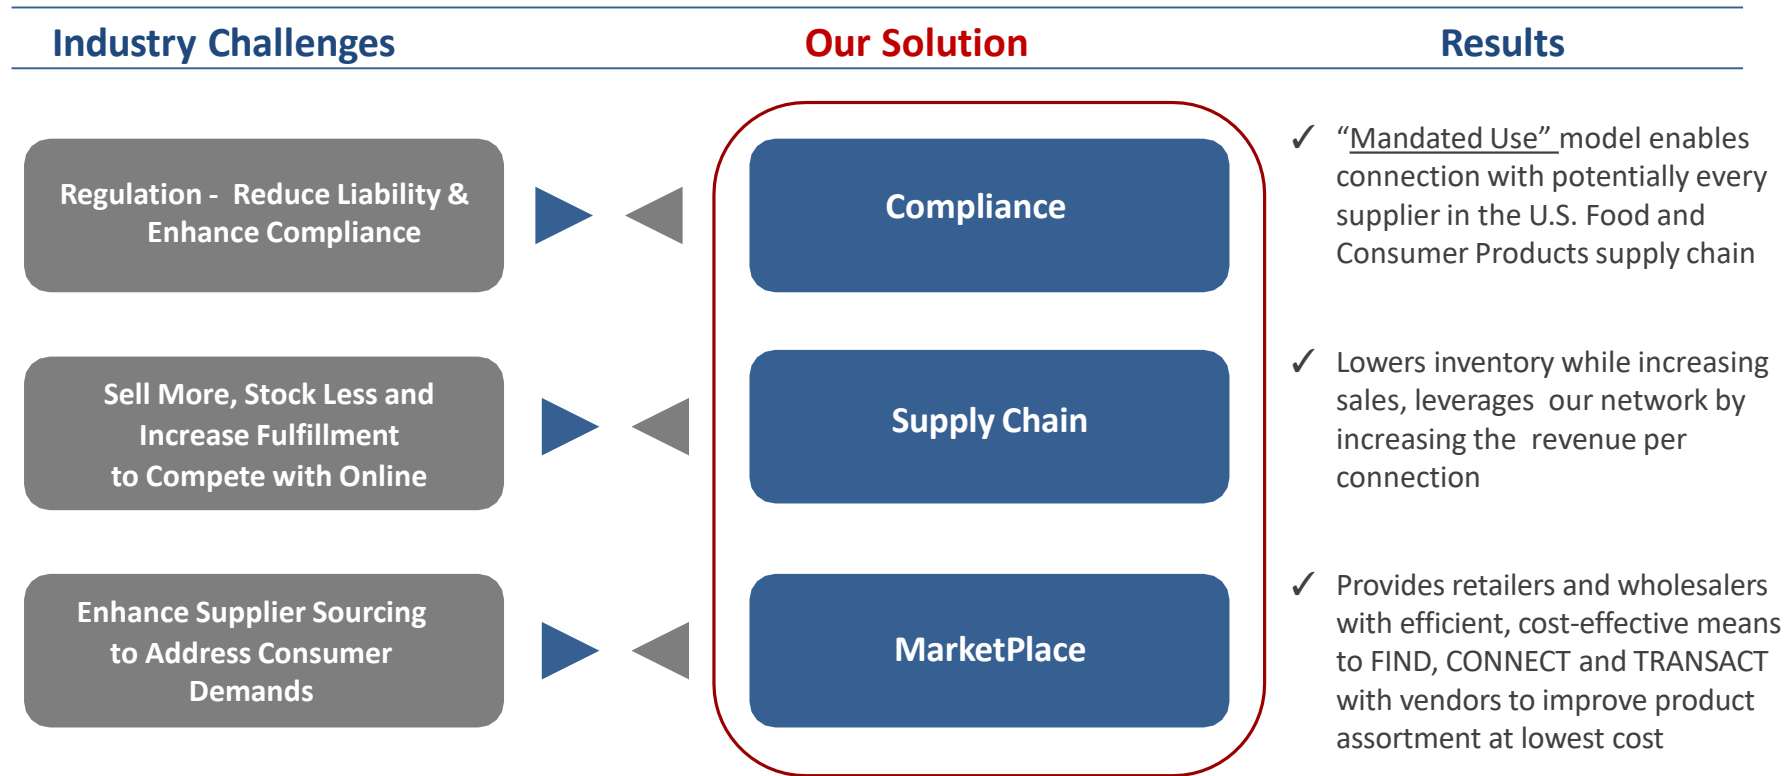 Industry Challenges
Our Solution
Results
Regulation - Reduce Liability &
Enhance Compliance
Compliance
✓ “Mandated Use” model enables
connection with potentially every
supplier in the U.S. Food and
Consumer Products supply chain
Sell More, Stock Less and
Increase Fulfillment
to Compete with Online
Supply Chain
✓ Lowers inventory while increasing
sales, leverages our network by
increasing the revenue per
connection
Enhance Supplier Sourcing
to Address Consumer
Demands
MarketPlace
✓ Provides retailers and wholesalers
with efficient, cost-effective means
to FIND, CONNECT and TRANSACT
with vendors to improve product
assortment at lowest cost